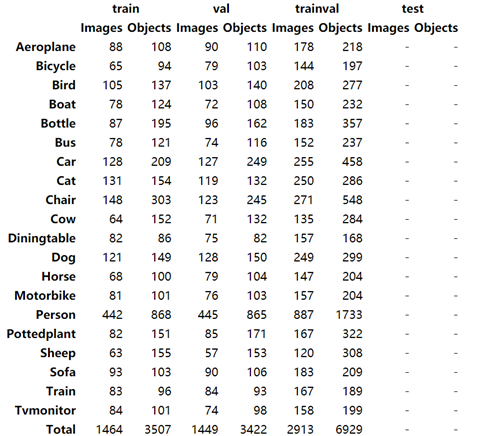 train val trainval test
Images Objects Images Objects Images Objects Images Objects
Aeroplane 88 108 90 110 178 218 - -
Bicycle 65 94 79 103 144 197 - -
Bird 105 137 103 140 208 277 - -
Boat 78 124 72 108 150 232 - -
Bottle 87 195 96 162 183 357 - -
Bus 78 121 74 116 152 237 - -
Car 128 209 127 249 255 458 - -
Cat 131 154 119 132 250 286 - -
Chair 148 303 123 245 271 548 - -
Cow 64 152 71 132 135 284 - -
Diningtable 82 86 75 82 157 168 - -
Dog 121 149 128 150 249 299 - -
Horse 68 100 79 104 147 204 - -
Motorbike 81 101 76 103 157 204 - -
Person 442 868 445 865 887 1733 - -
Pottedplant 82 151 85 171 167 322 - -
Sheep 63 155 57 153 120 308 - -
Sofa 93 103 90 106 183 209 - -
Train 83 96 84 93 167 189 - -
Tvmonitor 84 101 74 98 158 199 - -
Total 1464 3507 1449 3422 2913 6929 - -